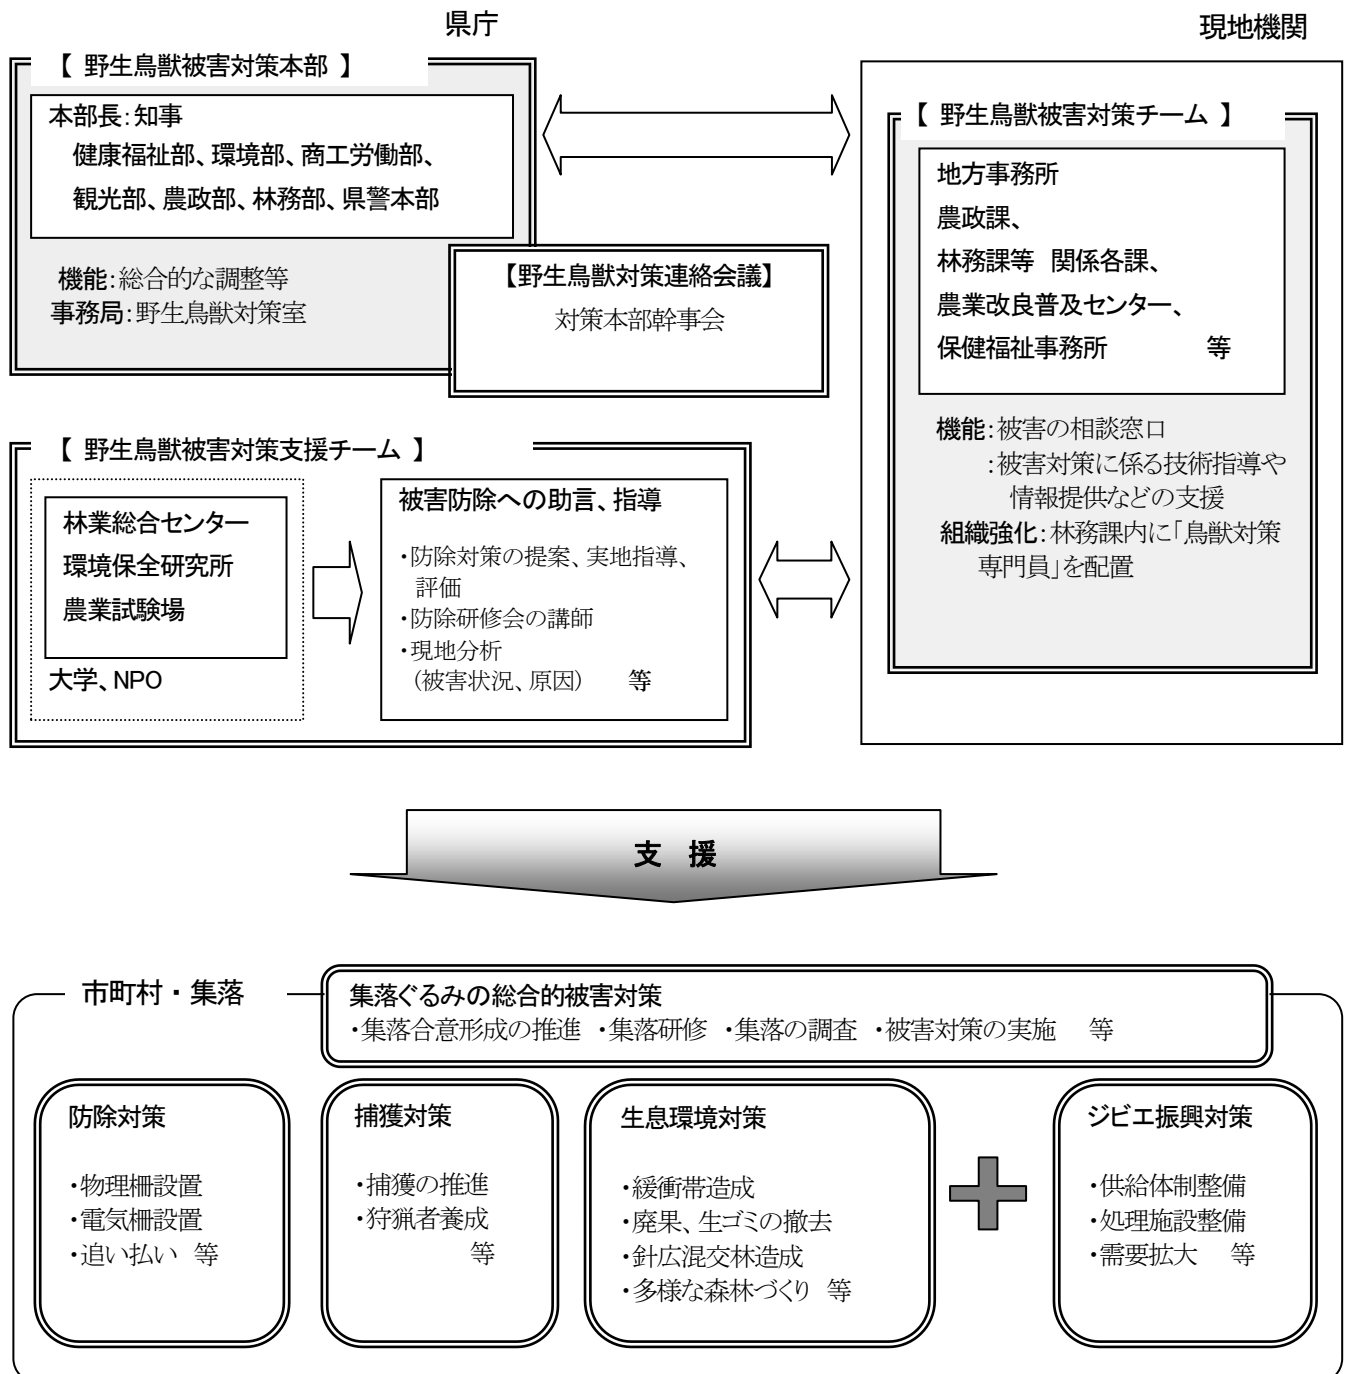 県庁
現地機関
【 野生鳥獣被害対策本部 】
本部長：知事
健康福祉部、環境部、商工労働部、
観光部、農政部、林務部、県警本部
機能：総合的な調整等
事務局：野生鳥獣対策室
【野生鳥獣対策連絡会議】
対策本部幹事会
【 野生鳥獣被害対策チーム 】
地方事務所
農政課、
林務課等 関係各課、
農業改良普及センター、
保健福祉事務所 等
機能：被害の相談窓口
：被害対策に係る技術指導や
情報提供などの支援
組織強化：林務課内に「鳥獣対策
専門員」を配置
【 野生鳥獣被害対策支援チーム 】
林業総合センター
環境保全研究所
農業試験場
大学、NPO
被害防除への助言、指導
・防除対策の提案、実地指導、
評価
・防除研修会の講師
・現地分析
（被害状況、原因） 等
支 援
市町村・集落
集落ぐるみの総合的被害対策
・集落合意形成の推進 ・集落研修 ・集落の調査 ・被害対策の実施 等
防除対策
・物理柵設置
・電気柵設置
・追い払い 等
捕獲対策
・捕獲の推進
・狩猟者養成
等
生息環境対策
・緩衝帯造成
・廃果、生ゴミの撤去
・針広混交林造成
・多様な森林づくり 等
ジビエ振興対策
・供給体制整備
・処理施設整備
・需要拡大 等